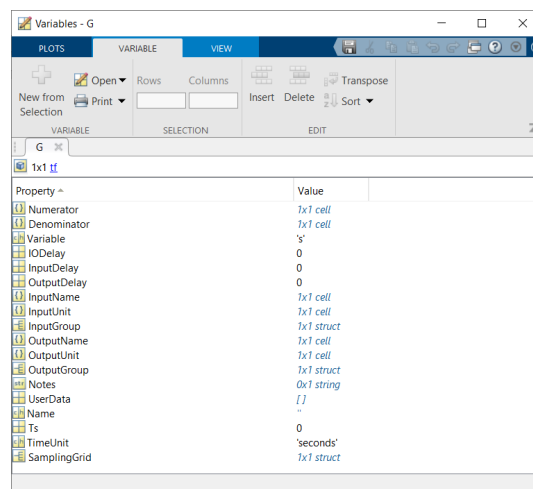 Variables - G
PLOTS VARIABLE VIEW
New from Selection
Open
Print
Rows Columns
Insert Delete
Transpose
Sort
VARIABLE SELECTION EDIT
G
1x1 tf
Property Value
Numerator 1x1 cell
Denominator 1x1 cell
Variable 's'
IODelay 0
InputDelay 0
OutputDelay 0
InputName 1x1 cell
InputUnit 1x1 cell
InputGroup 1x1 struct
OutputName 1x1 cell
OutputUnit 1x1 cell
OutputGroup 1x1 struct
Notes 0x1 string
UserData []
Name ''
Ts 0
TimeUnit 'seconds'
SamplingGrid 1x1 struct